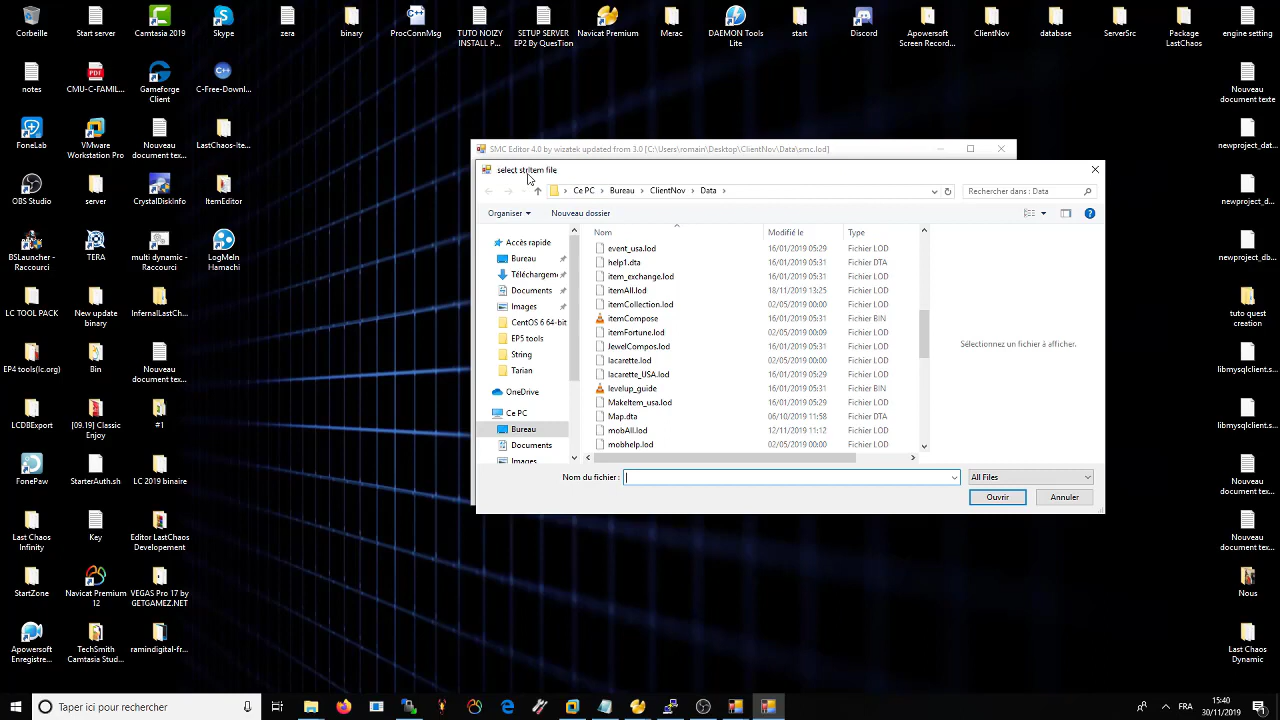 Corbeille
Start server
Camtasia 2019
Skype
zera
binary
ProcConnMsg
TUTO NOIZY
INSTALL P...
SETUP SERVER
EP2 By QuesTion
Navicat Premium
Merac
DAEMON Tools
Lite
start
Discord
Apowersoft
Screen Record...
ClientNov
database
ServerSrc
Package
LastChaos
engine setting
notes
CMU-C-FAMIL...
Gameforge
Client
C-Free-Downl...
Nouveau
document texte
FoneLab
VMware
Workstation Pro
Nouveau
document tex...
LastChaos-Ite...
newproject_da...
OBS Studio
server
CrystalDiskInfo
ItemEditor
newproject_d...
BSLauncher -
Raccourci
TERA
multi dynamic -
Raccourci
LogMeIn
Hamachi
newproject_db...
LC TOOL PACK
New update
binary
InfernalLastCh...
tuto quest
creation
EP4 tools(lc.org)
Bin
Nouveau
document tex...
libmysqlclient.s...
LCDBExport
[09.19] Classic
Enjoy
#1
libmysqlclient.s...
FonePaw
StarterAuth.sh
LC 2019 binaire
Nouveau
document tex...
Last Chaos
Infinity
Key
Editor LastChaos
Developement
Nouveau
document tex...
StartZone
Navicat Premium
12
VEGAS Pro 17 by
GETGAMEZ.NET
Nous
Apowersoft
Enregistre...
TechSmith
Camtasia Stud...
ramindigital-fr...
Last Chaos
Dynamic
SMC Editor 4.0 by wizatek updated from 3.0 [C:\Users\romain\Desktop\ClientNov\Data\smc.lod]
select strItem file
Ce PC > Bureau > ClientNov > Data >
Rechercher dans : Data
Organiser
Nouveau dossier
Nom
Modifié le
Type
Accès rapide
Bureau
Téléchargem
Documents
Images
CentOS 6 64-bit
EP5 tools
String
Tarian
OneDrive
Ce PC
Bureau
Documents
Images
event_usa.lod 16/01/2019 05:29 Fichier LOD
help1.dta 16/01/2019 05:31 Fichier DTA
item_exchange.lod 16/01/2019 05:31 Fichier LOD
itemAll.lod 18/11/2019 13:25 Fichier LOD
itemCollection.lod 02/05/2019 00:00 Fichier LOD
itemCompose 16/01/2019 05:31 Fichier BIN
itemFortune.lod 02/05/2019 00:09 Fichier LOD
JewelCompos.lod 16/01/2019 05:31 Fichier LOD
lacarette.lod 02/05/2019 00:00 Fichier LOD
lacarette_USA.lod 16/01/2019 05:29 Fichier LOD
levelup_guide 16/01/2019 05:31 Fichier BIN
MakeItem_usa.lod 16/01/2019 05:29 Fichier LOD
Map.dta 06/10/2019 11:58 Fichier DTA
mobAll.lod 12/11/2019 11:12 Fichier LOD
mobhelp.lod 02/05/2019 00:00 Fichier LOD
Sélectionnez un fichier à afficher.
Nom du fichier :
All Files
Ouvrir
Annuler
Taper ici pour rechercher
FRA
15:40
30/11/2019
1